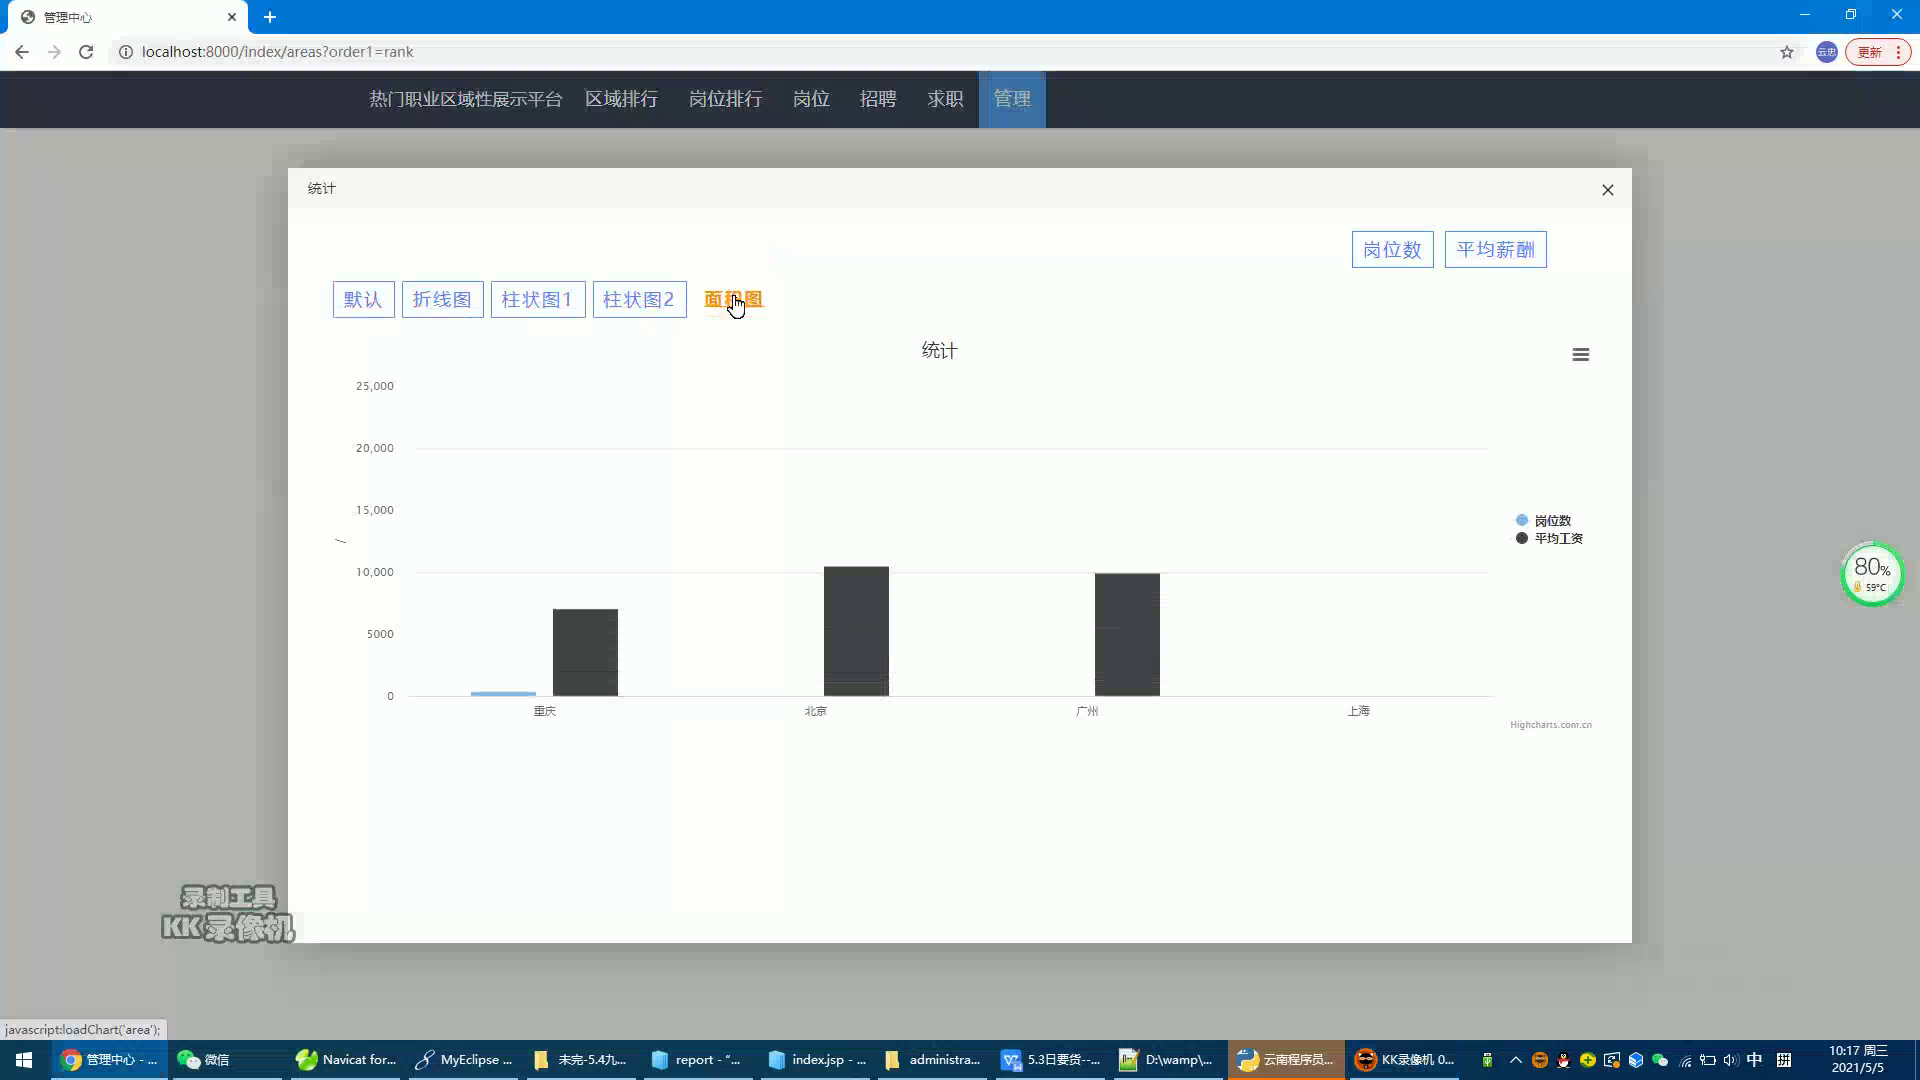 管理中心
localhost:8000/index/areas?order1=rank
云忠
更新
热门职业区域性展示平台 区域排行 岗位排行 岗位 招聘 求职 管理
统计
岗位数 平均薪酬
默认 折线图 柱状图1 柱状图2 面积图
统计
25,000
20,000
15,000
10,000
5000
0
岗位数
平均工资
重庆 北京 广州 上海
Highcharts.com.cn
80%
59°C
录制工具
KK录像机
javascript:loadChart('area');
管理中心 - ... 微信 Navicat for... MyEclipse ... 未完-5.4九... report - “... index.jsp - ... administra... 5.3日要货--... D:\wamp\... 云南程序员... KK录像机 0... 中 拼
10:17 周三
2021/5/5